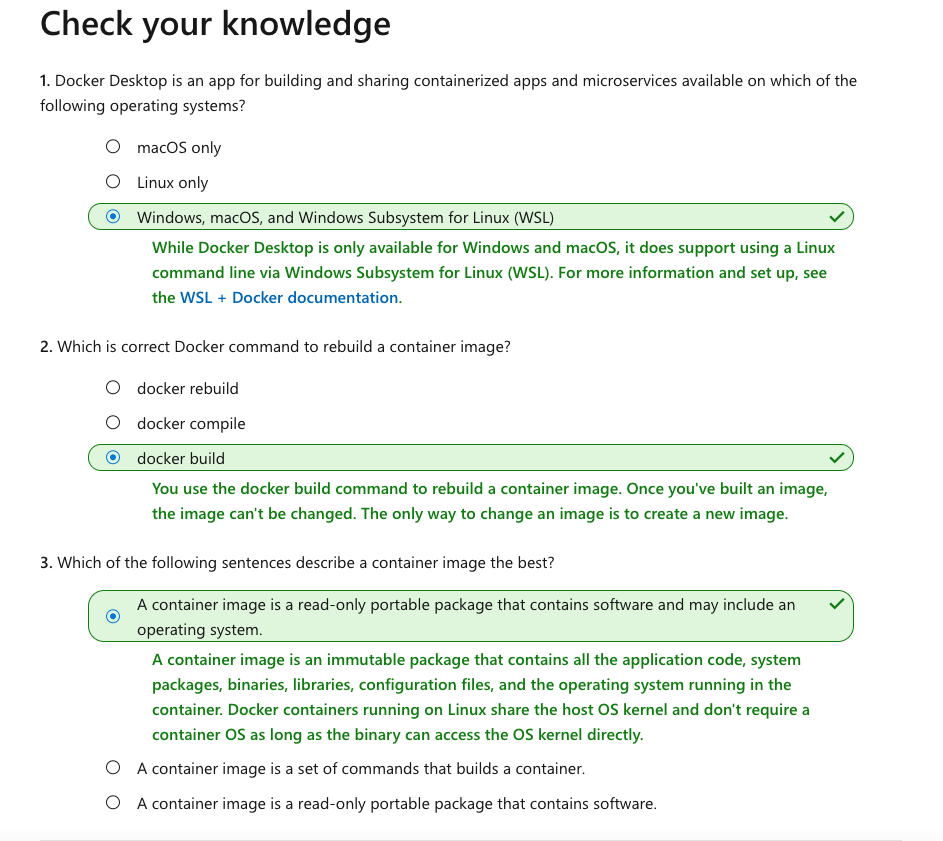 Check your knowledge
1. Docker Desktop is an app for building and sharing containerized apps and microservices available on which of the
following operating systems?
macOS only
Linux only
Windows, macOS, and Windows Subsystem for Linux (WSL)
While Docker Desktop is only available for Windows and macOS, it does support using a Linux
command line via Windows Subsystem for Linux (WSL). For more information and set up, see
the WSL + Docker documentation.
2. Which is correct Docker command to rebuild a container image?
docker rebuild
docker compile
docker build
You use the docker build command to rebuild a container image. Once you've built an image,
the image can't be changed. The only way to change an image is to create a new image.
3. Which of the following sentences describe a container image the best?
A container image is a read-only portable package that contains software and may include an
operating system.
A container image is an immutable package that contains all the application code, system
packages, binaries, libraries, configuration files, and the operating system running in the
container. Docker containers running on Linux share the host OS kernel and don't require a
container OS as long as the binary can access the OS kernel directly.
A container image is a set of commands that builds a container.
A container image is a read-only portable package that contains software.